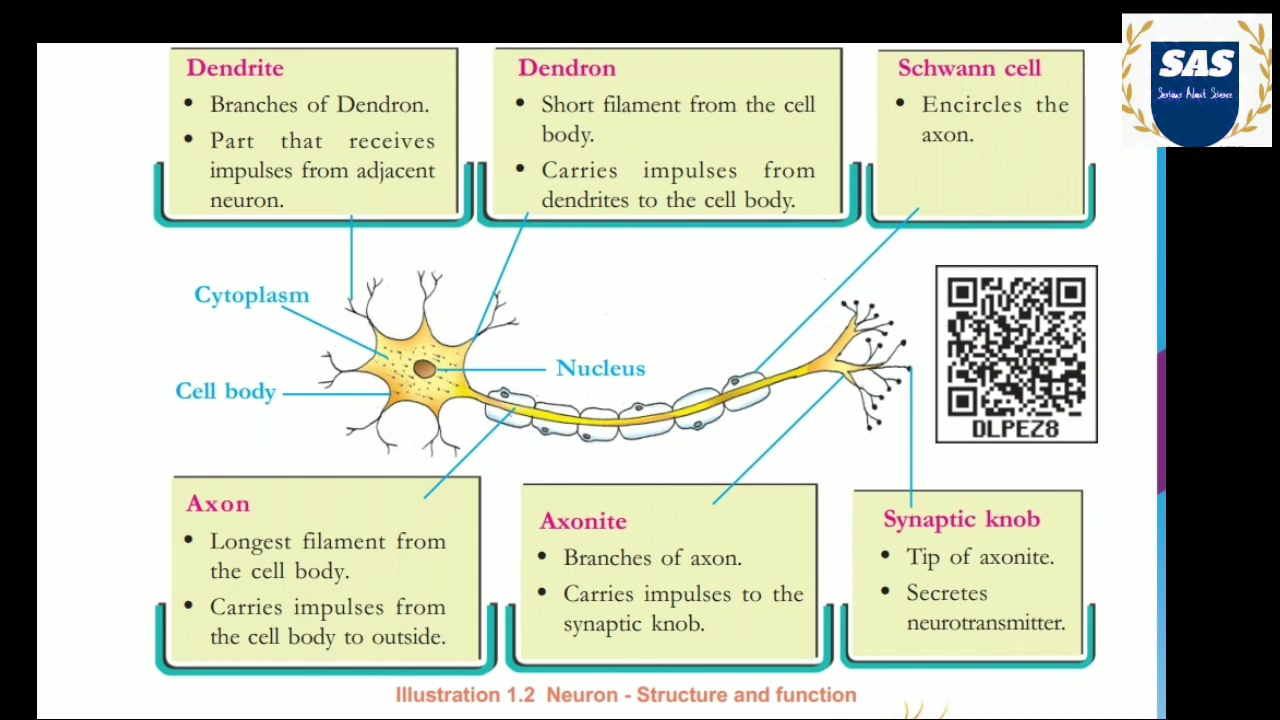 SAS
Serious About Science
Dendrite
• Branches of Dendron.
• Part that receives
impulses from adjacent
neuron.
Dendron
• Short filament from the cell
body.
• Carries impulses from
dendrites to the cell body.
Schwann cell
• Encircles the
axon.
Cytoplasm
Nucleus
Cell body
DLPEZ8
Axon
• Longest filament from
the cell body.
• Carries impulses from
the cell body to outside.
Axonite
• Branches of axon.
• Carries impulses to the
synaptic knob.
Synaptic knob
• Tip of axonite.
• Secretes
neurotransmitter.
Illustration 1.2 Neuron - Structure and function